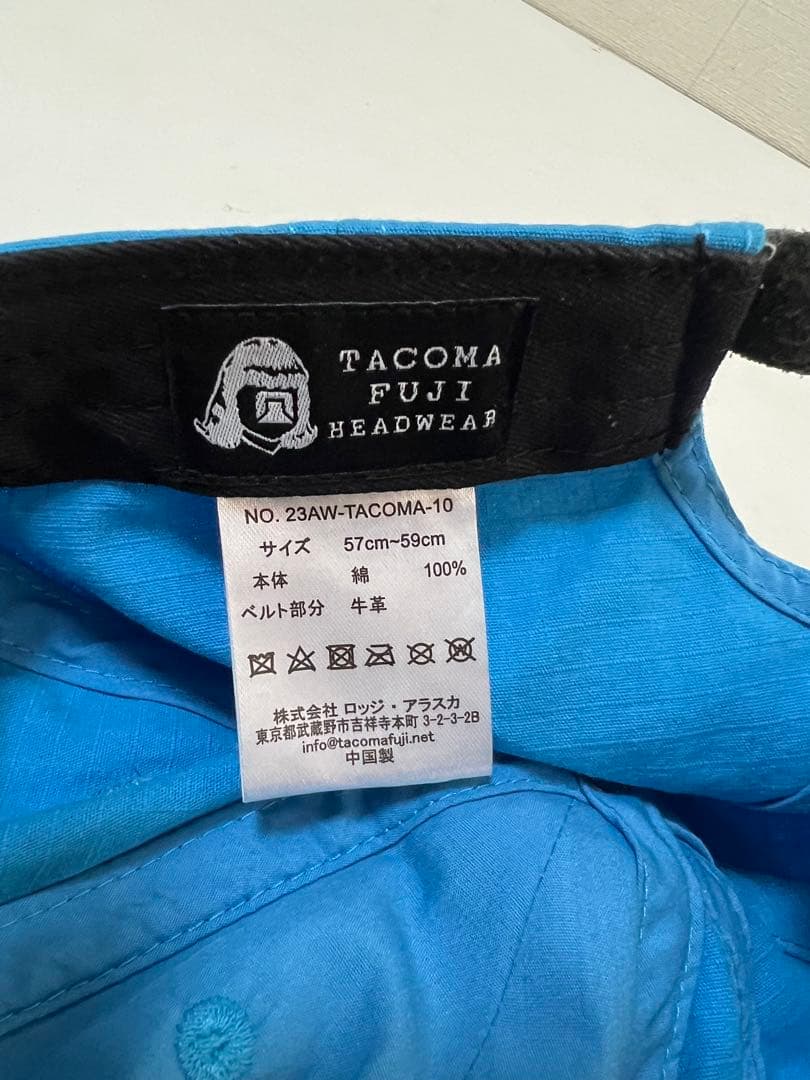 TACOMA
FUJI
HEADWEAR
NO. 23AW-TACOMA-10
サイズ 57cm~59cm
本体 綿 100%
ベルト部分 牛革
株式会社 ロッジ・アラスカ
東京都武蔵野市吉祥寺本町 3-2-3-2B
info@tacomafuji.net
中国製